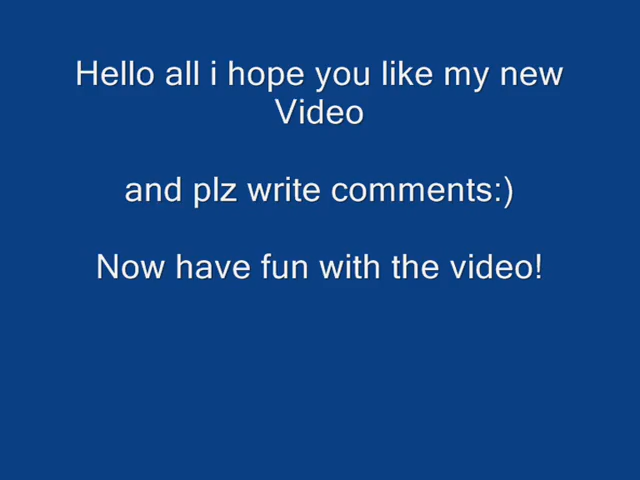 Hello all i hope you like my new
Video
and plz write comments:)
Now have fun with the video!